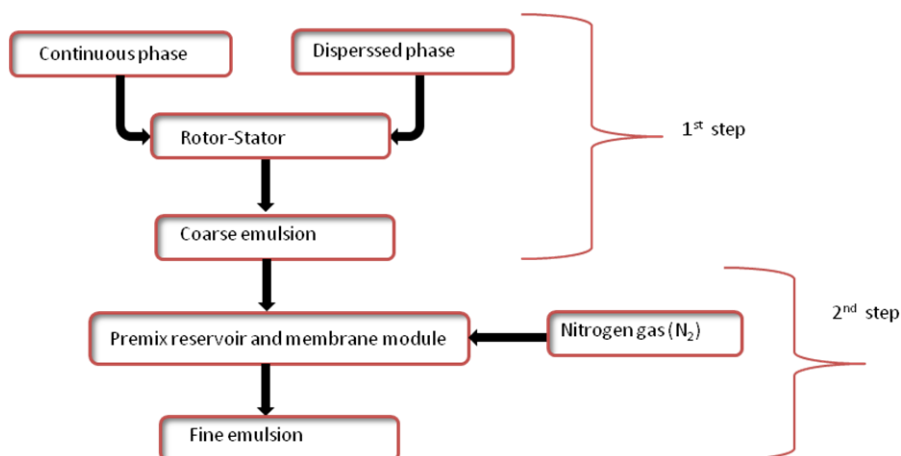 Continuous phase
Disperssed phase
Rotor-Stator
1st step
Coarse emulsion
2nd step
Premix reservoir and membrane module
Nitrogen gas (N2)
Fine emulsion